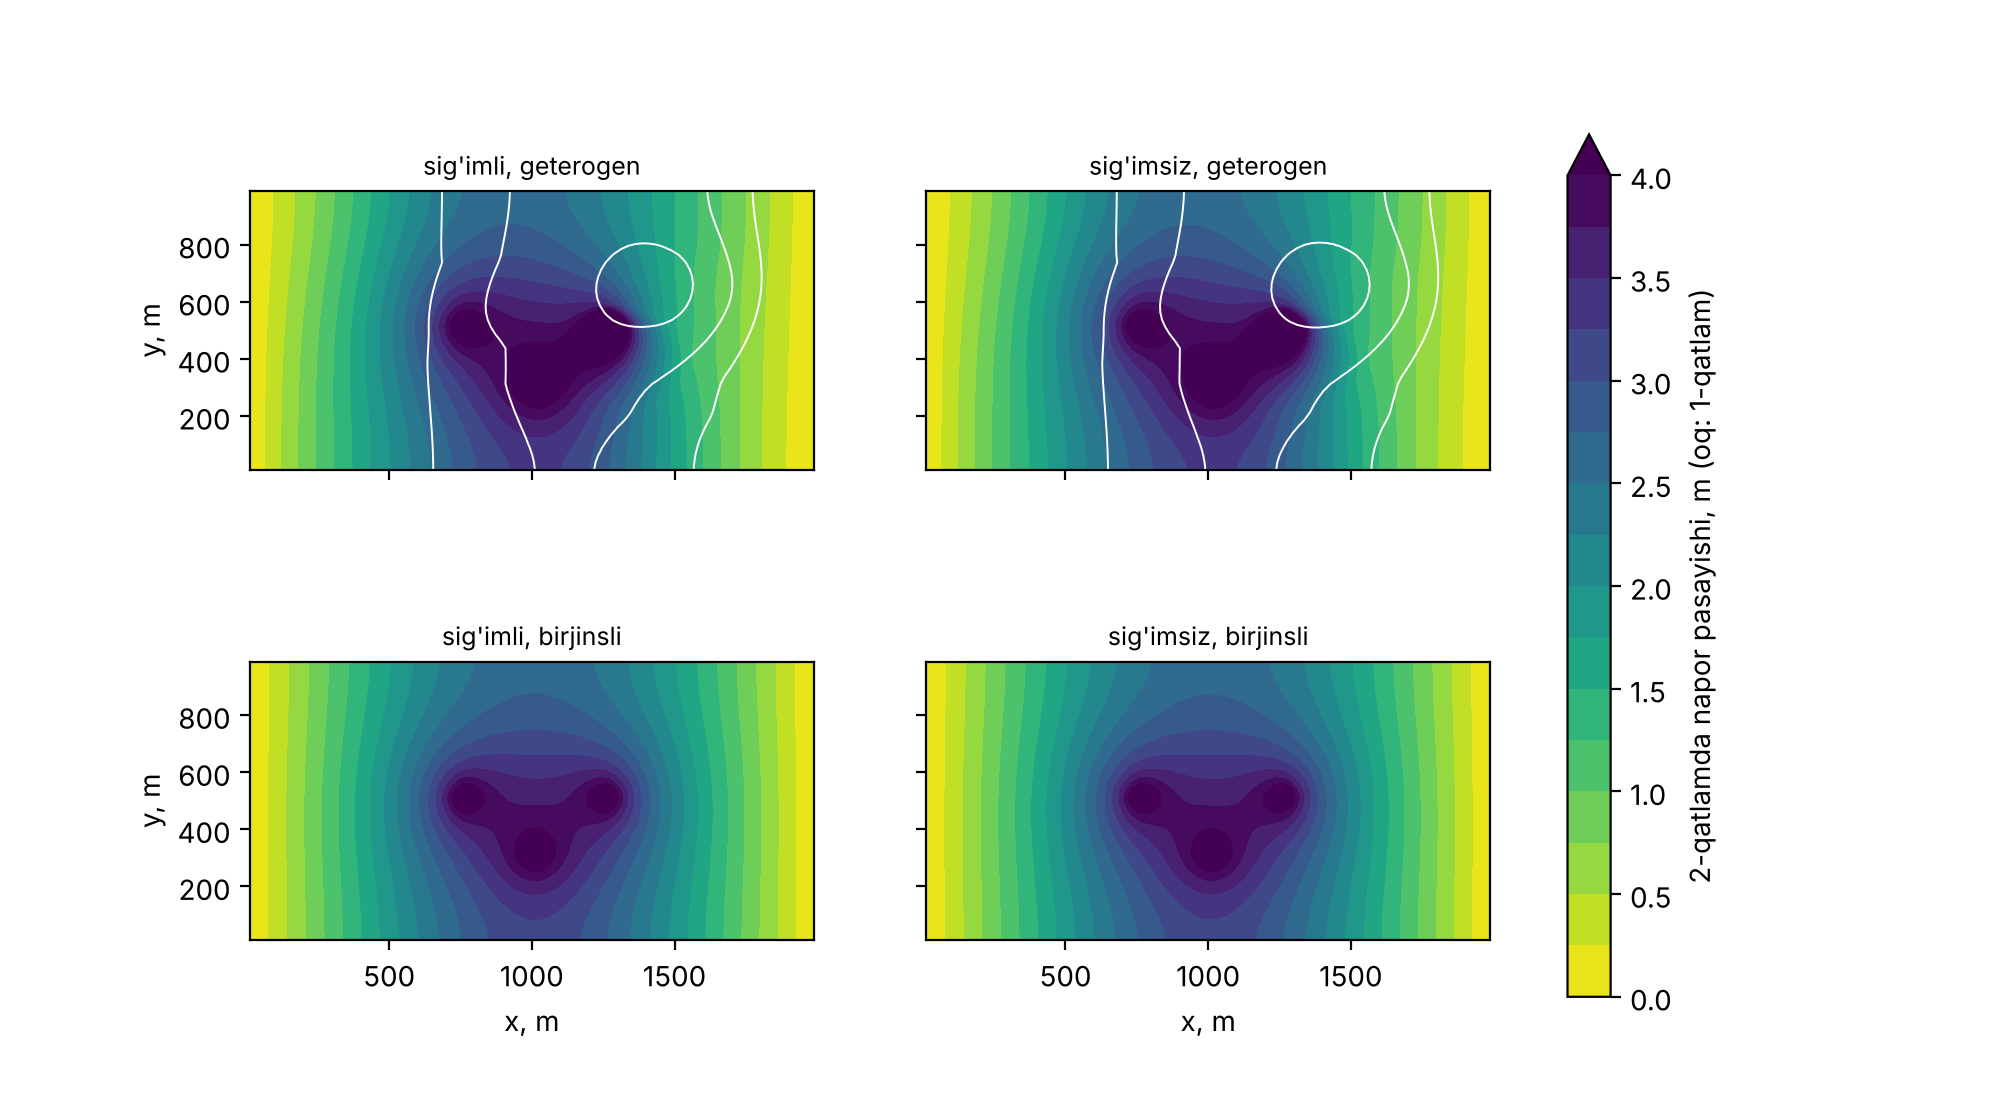 sig'imli, geterogen
sig'imsiz, geterogen
y, m
800
600
400
200
sig'imli, birjinsli
sig'imsiz, birjinsli
y, m
800
600
400
200
500
1000
1500
x, m
500
1000
1500
x, m
4.0
3.5
3.0
2.5
2.0
1.5
1.0
0.5
0.0
2-qatlamda napor pasayishi, m (oq: 1-qatlam)